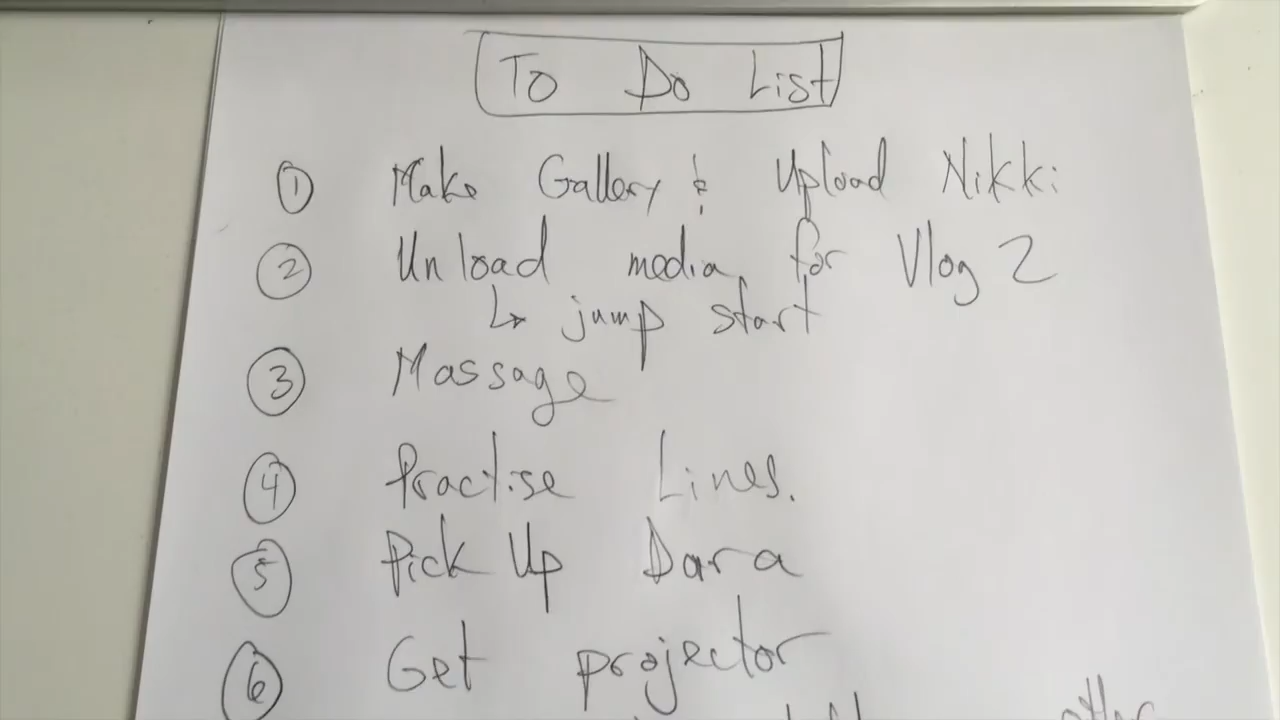 To Do List
① Make Gallery & Upload Nikki
② Unload media for Vlog 2
↳ jump start
③ Massage
④ Practise Lines.
⑤ Pick Up Dara
⑥ Get projector